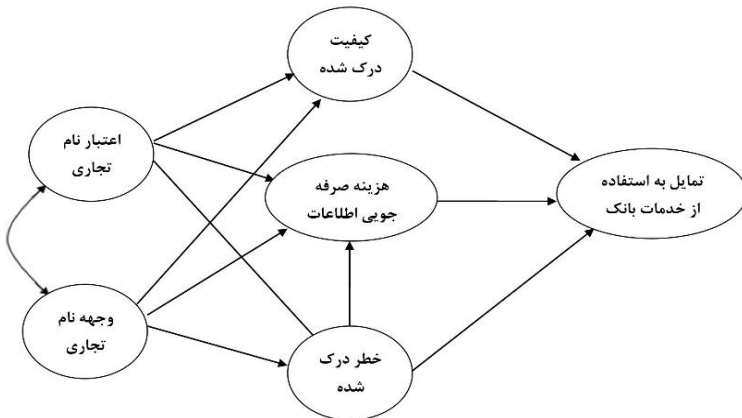 کیفیت
درک شده
اعتبار نام
تجاری
هزینه صرفه
جویی اطلاعات
تمایل به استفاده
از خدمات بانک
وجهه نام
تجاری
خطر درک
شده